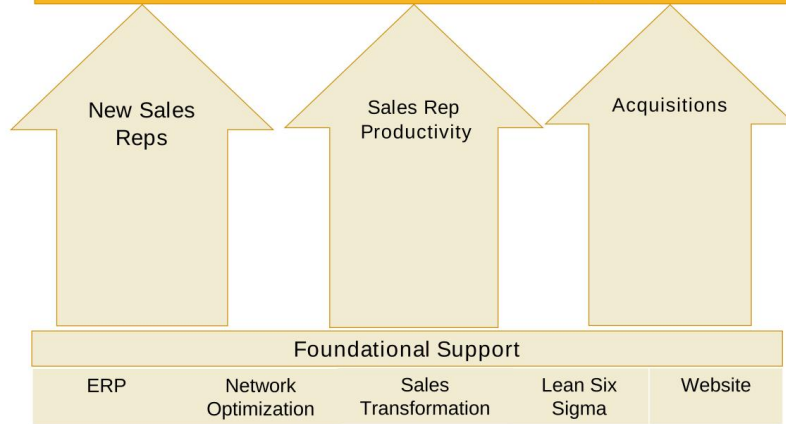 New Sales
Reps
Sales Rep
Productivity
Acquisitions
Foundational Support
ERP
Network
Optimization
Sales
Transformation
Lean Six
Sigma
Website